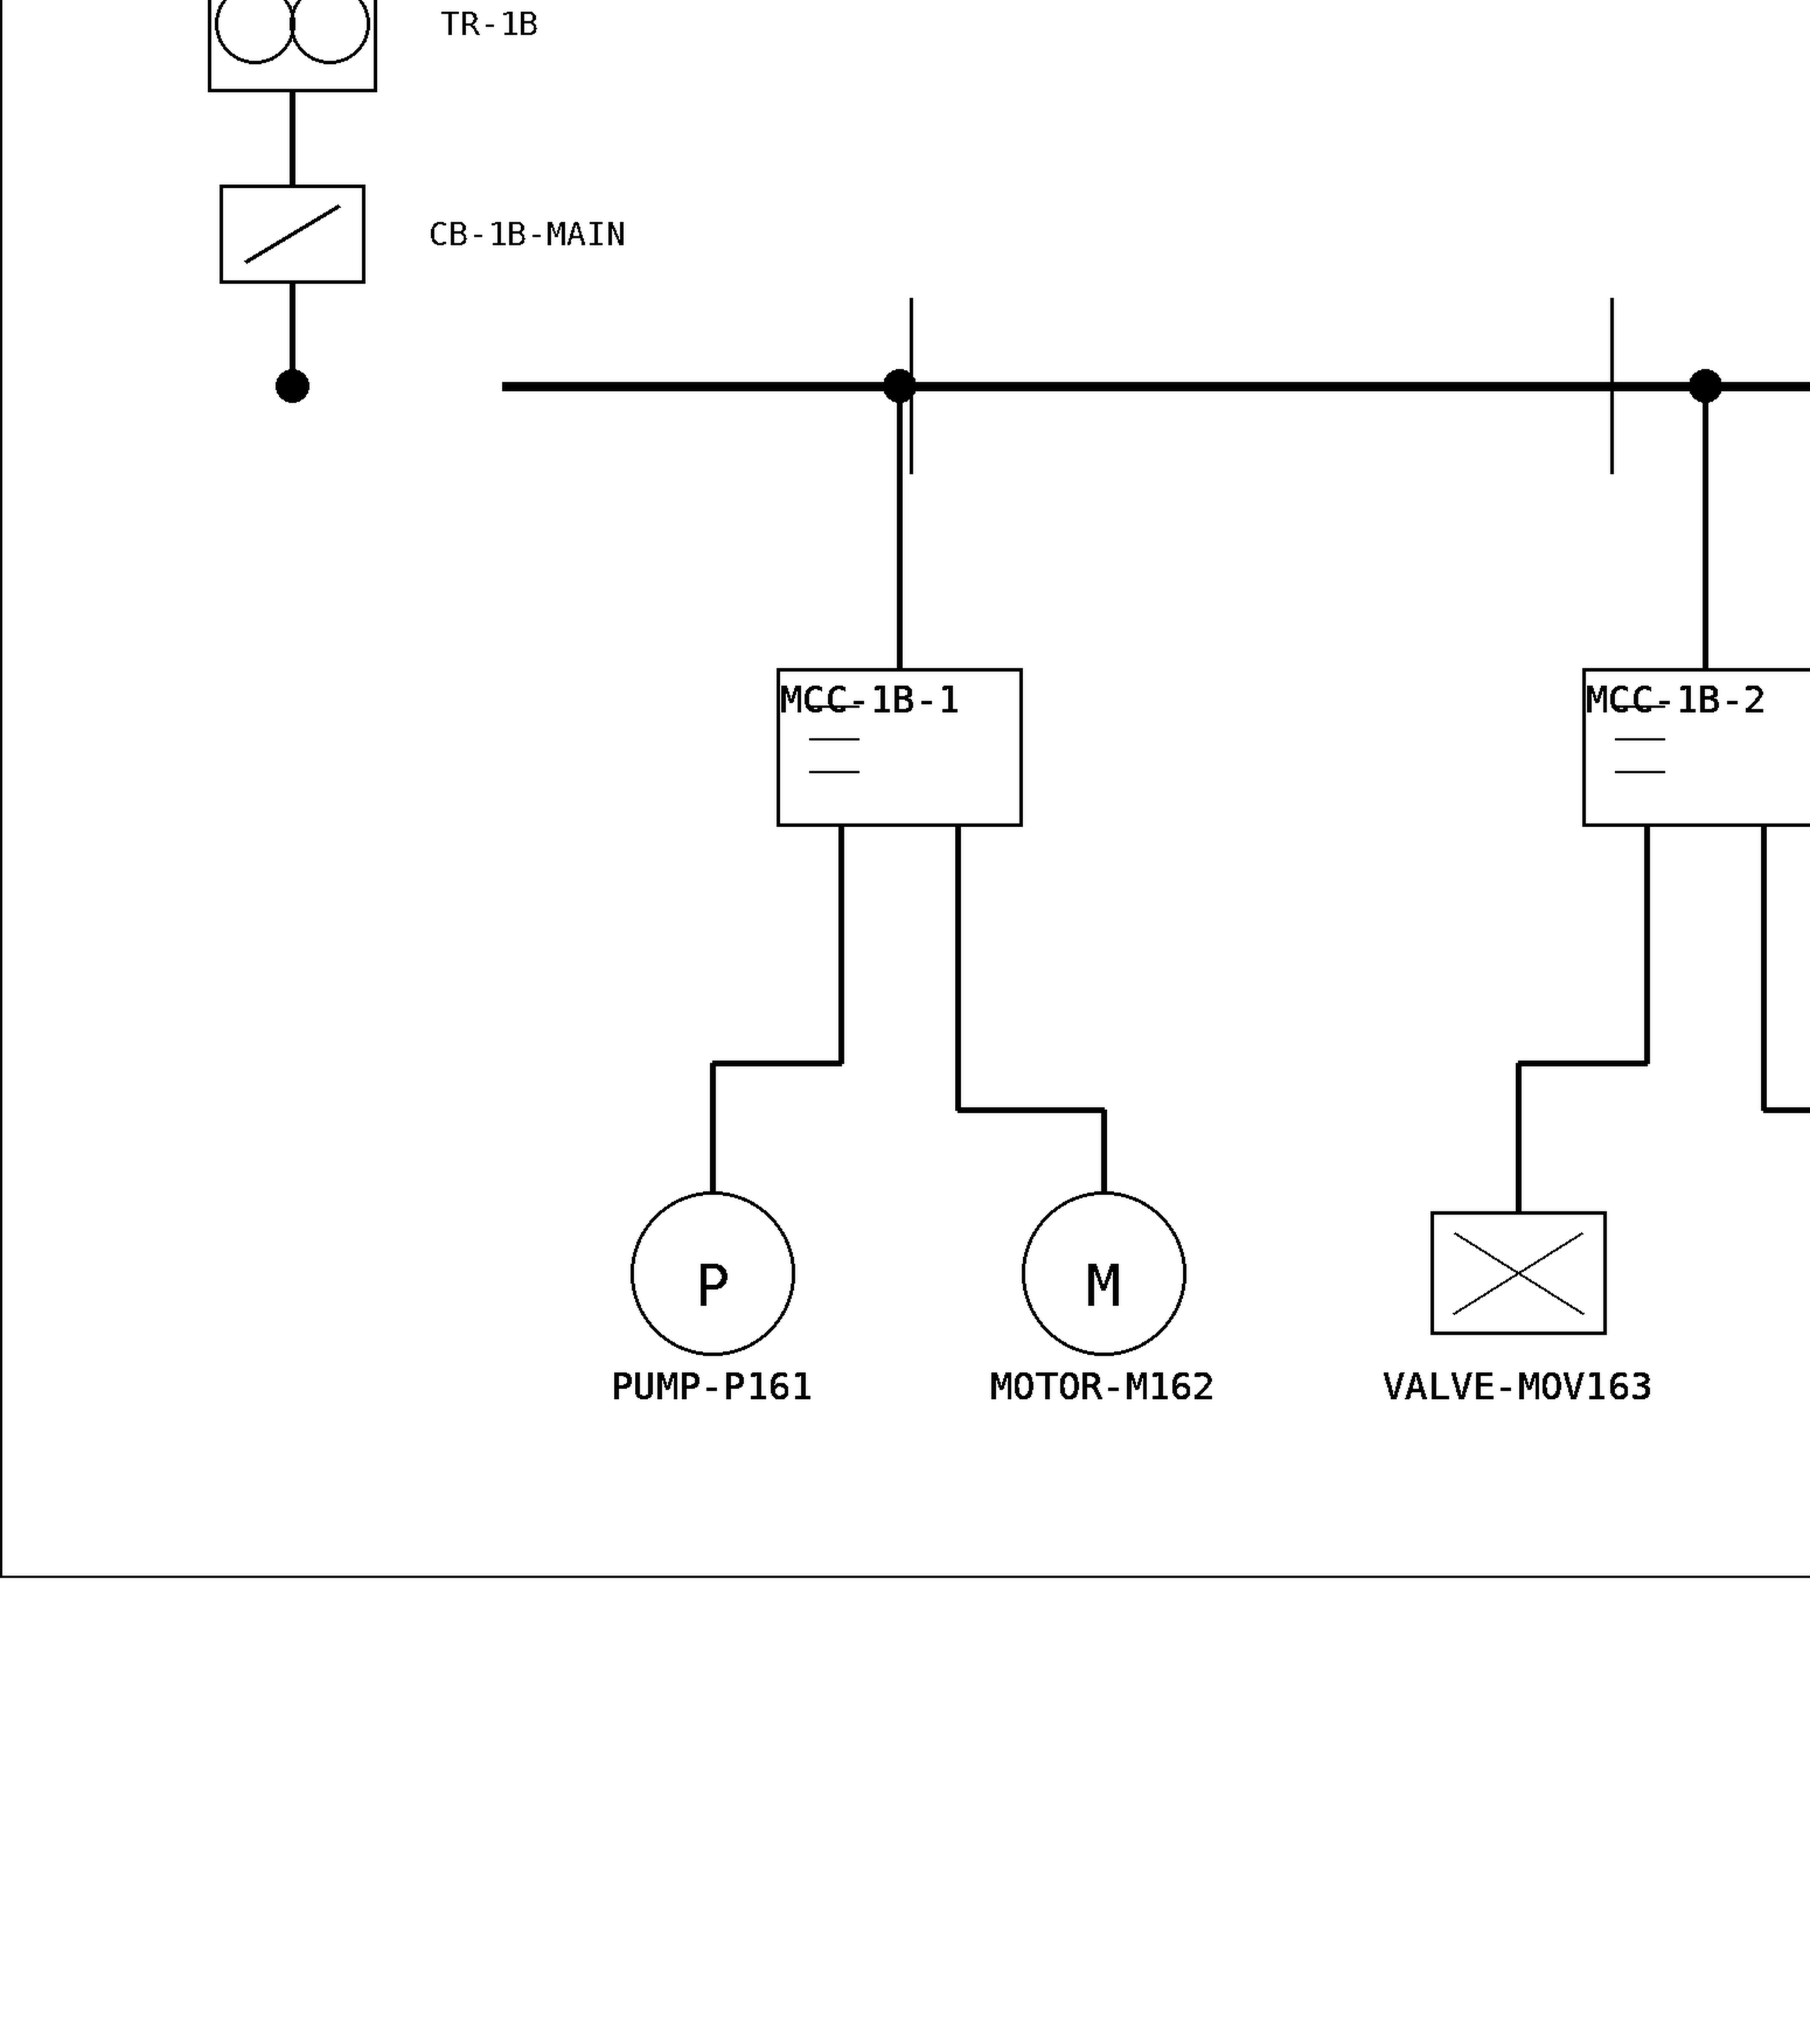 TR-1B
CB-1B-MAIN
MCC-1B-1
MCC-1B-2
P
M
PUMP-P161
MOTOR-M162
VALVE-MOV163